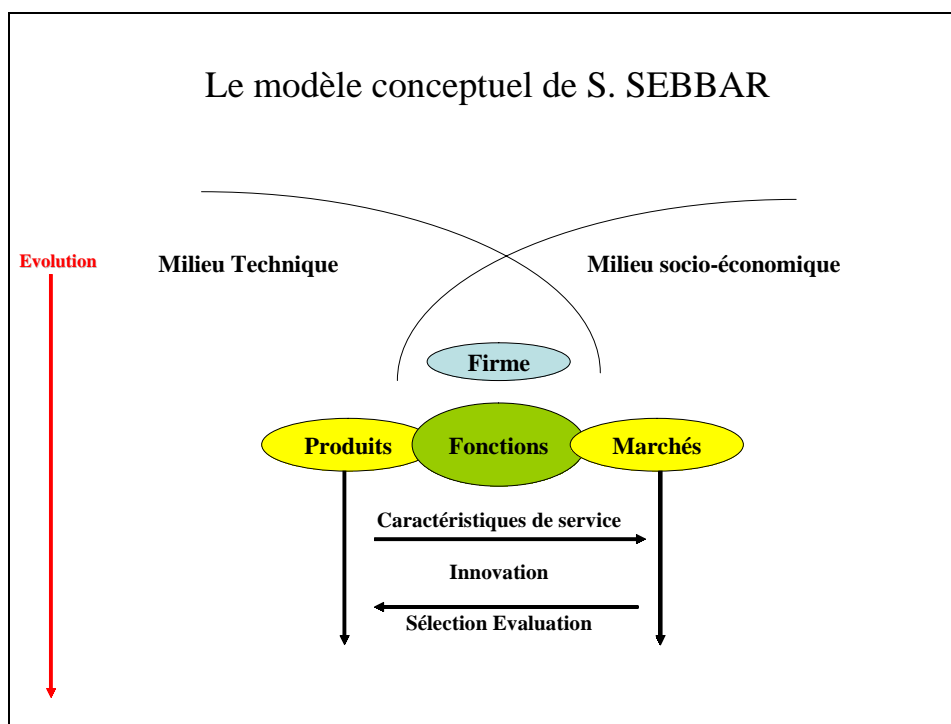 Le modèle conceptuel de S. SEBBAR
Evolution
Milieu Technique
Milieu socio-économique
Firme
Produits
Fonctions
Marchés
Caractéristiques de service
Innovation
Sélection Evaluation